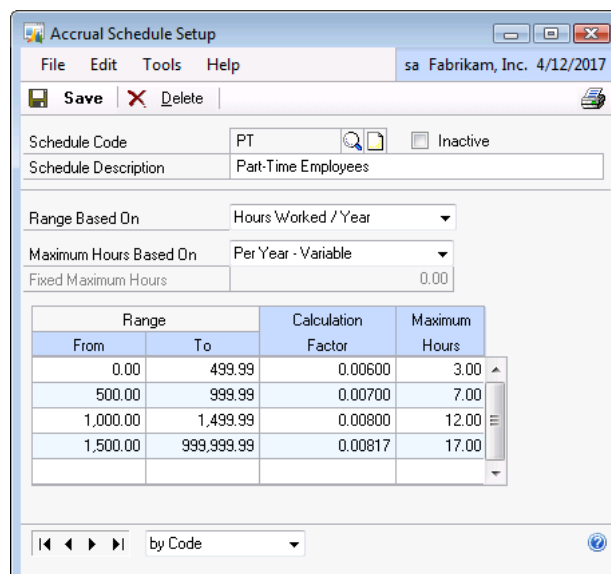 Accrual Schedule Setup
File Edit Tools Help sa Fabrikam, Inc. 4/12/2017
Save Delete
Schedule Code PT Inactive
Schedule Description Part-Time Employees
Range Based On Hours Worked / Year
Maximum Hours Based On Per Year - Variable
Fixed Maximum Hours 0.00
Range Calculation Maximum
From To Factor Hours
0.00 499.99 0.00600 3.00
500.00 999.99 0.00700 7.00
1,000.00 1,499.99 0.00800 12.00
1,500.00 999,999.99 0.00817 17.00
by Code